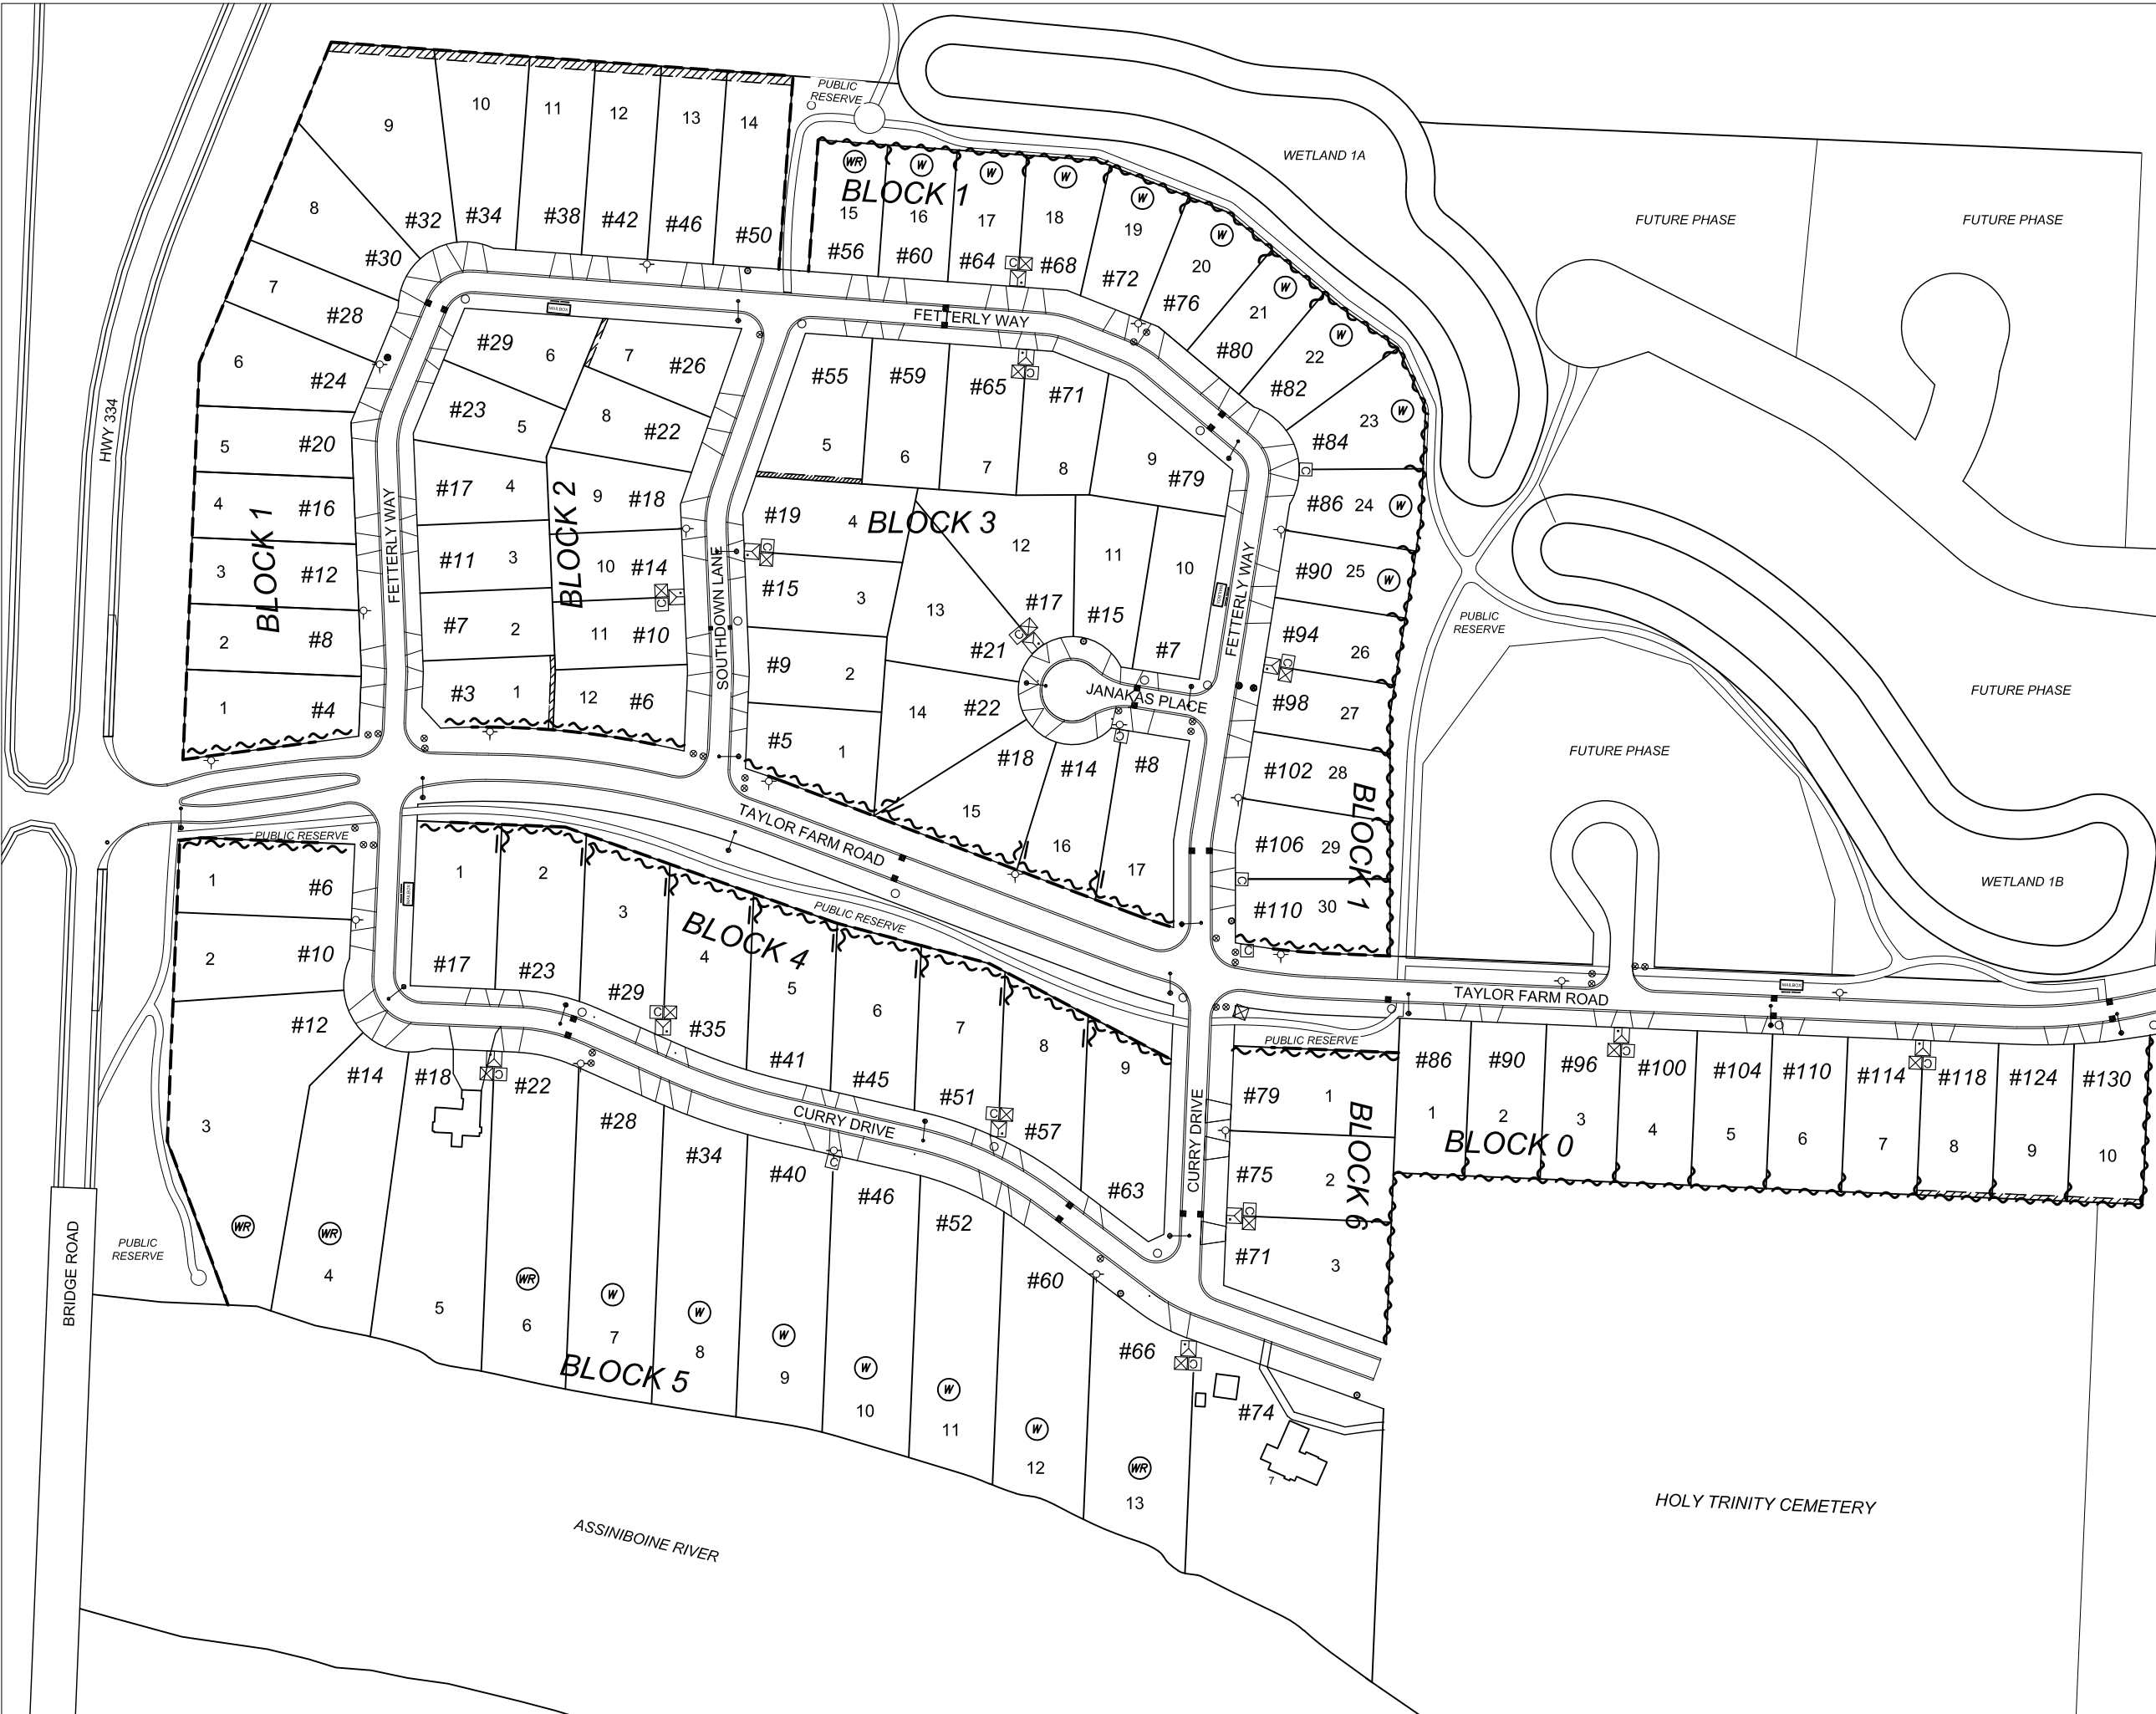 PUBLIC
RESERVE
WETLAND 1A
FUTURE PHASE
FUTURE PHASE
HWY 334
9
10
11
12
13
14
8
#32
#34
#38
#42
#46
#50
7
#30
#28
6
#24
5
#20
4
#16
3
#12
2
#8
1
#4
BLOCK 1
FETTERLY WAY
WR
W
W
W
W
W
W
W
W
W
W
BLOCK 1
15
16
17
18
19
20
21
22
23
#56
#60
#64
#68
#72
#76
#80
#82
#84
C
FETTERLY WAY
MAILBOX
#29
6
7
#26
#23
5
8
#22
#17
4
9
#18
#11
3
10
#14
#7
2
11
#10
#3
1
12
#6
C
BLOCK 2
SOUTHDOWN LANE
#55
#59
#65
#71
5
6
7
8
9
#79
C
#19
4
BLOCK 3
C
#15
3
#9
2
#5
1
12
11
10
13
#17
#15
#7
#21
C
14
#22
JANAKAS PLACE
C
#18
#14
#8
15
16
17
FETTERLY WAY
MAILBOX
C
#86
24
W
#90
25
#94
26
C
#98
27
#102
28
#106
29
C
#110
30
C
BLOCK 1
PUBLIC
RESERVE
FUTURE PHASE
FUTURE PHASE
WETLAND 1B
TAYLOR FARM ROAD
PUBLIC RESERVE
PUBLIC RESERVE
TAYLOR FARM ROAD
MAILBOX
1
#6
2
#10
3
#12
MAILBOX
1
2
3
4
5
6
7
8
9
BLOCK 4
#17
#23
#29
#35
#41
#45
#51
#57
#63
C
C
CURRY DRIVE
CURRY DRIVE
PUBLIC RESERVE
#79
1
#75
2
C
#71
3
BLOCK 6
#86
#90
#96
#100
#104
#110
#114
#118
#124
#130
C
C
1
2
3
4
5
6
7
8
9
10
BLOCK 0
#14
#18
#22
#28
#34
#40
#46
#52
#60
#66
#74
C
C
C
WR
WR
WR
W
W
W
W
W
W
WR
4
5
6
7
8
9
10
11
12
13
7
BLOCK 5
PUBLIC
RESERVE
BRIDGE ROAD
ASSINIBOINE RIVER
HOLY TRINITY CEMETERY